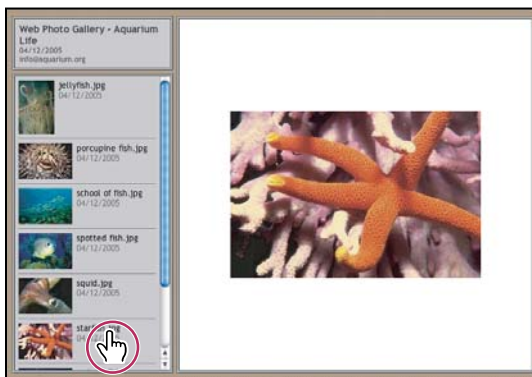 Web Photo Gallery - Aquarium
Life
04/12/2005
info@aquarium.org
jellyfish.jpg
04/12/2005
porcupine fish.jpg
04/12/2005
school of fish.jpg
04/12/2005
spotted fish.jpg
04/12/2005
squid.jpg
04/12/2005